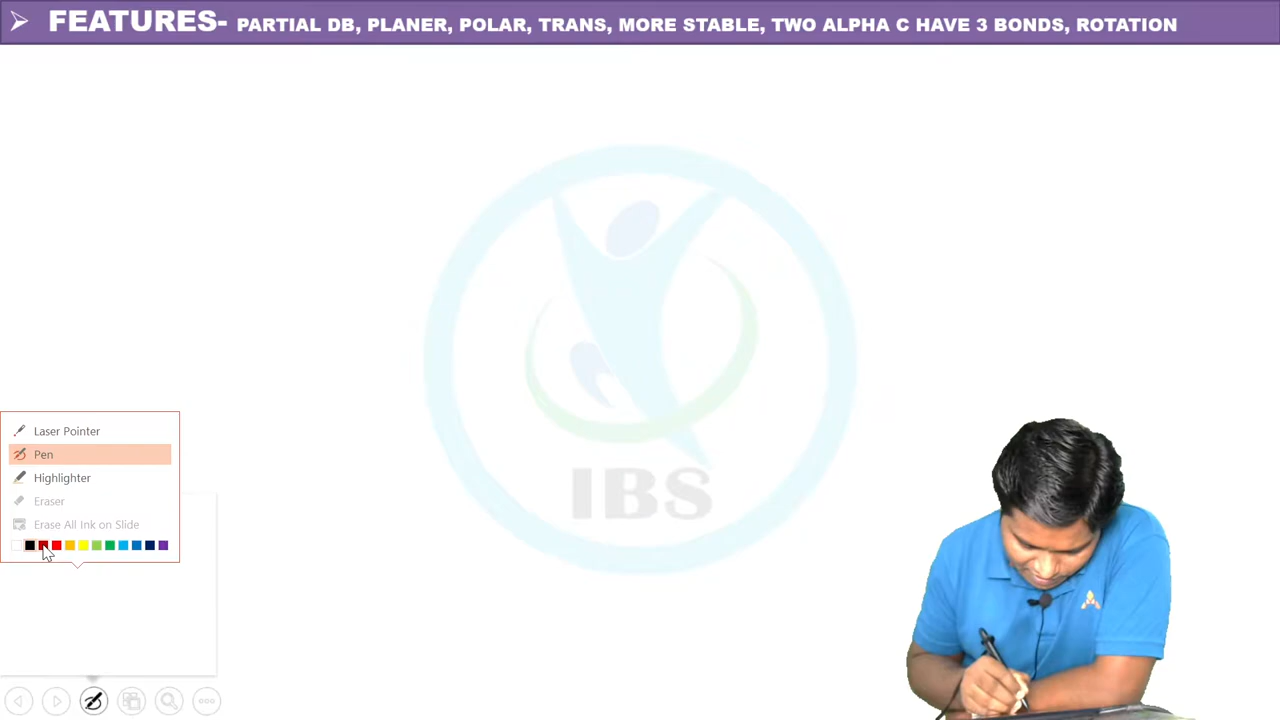 FEATURES- PARTIAL DB, PLANER, POLAR, TRANS, MORE STABLE, TWO ALPHA C HAVE 3 BONDS, ROTATION
IBS
Laser Pointer
Pen
Highlighter
Eraser
Erase All Ink on Slide